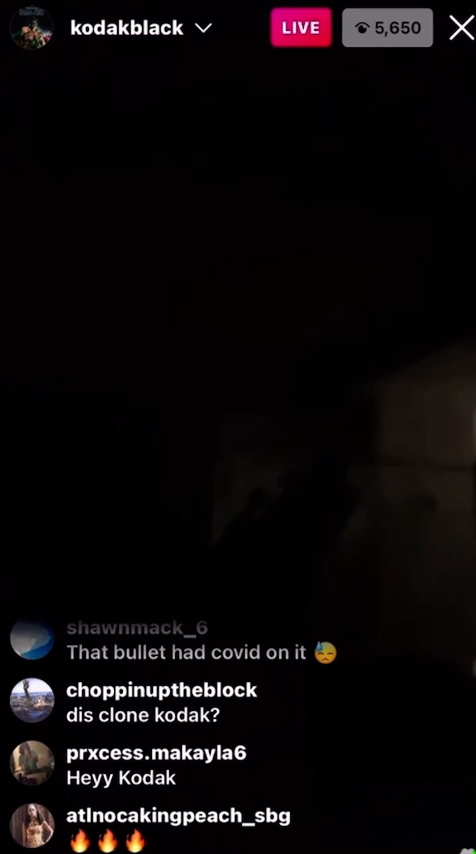 kodakblack
LIVE
5,650
shawnmack_6
That bullet had covid on it 😓
choppinuptheblock
dis clone kodak?
prxcess.makayla6
Heyy Kodak
atlnocakingpeach_sbg
🔥🔥🔥